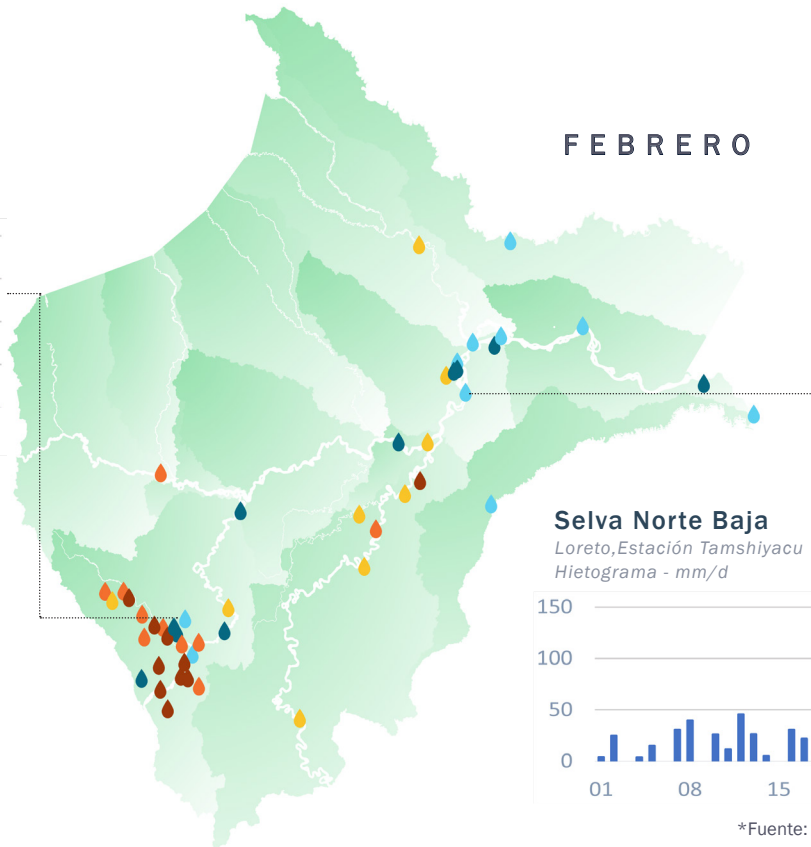 FEBRERO
Selva Norte Baja
Loreto,Estación Tamshiyacu
Hietograma - mm/d
150
100
50
0
01 08 15
*Fuente: